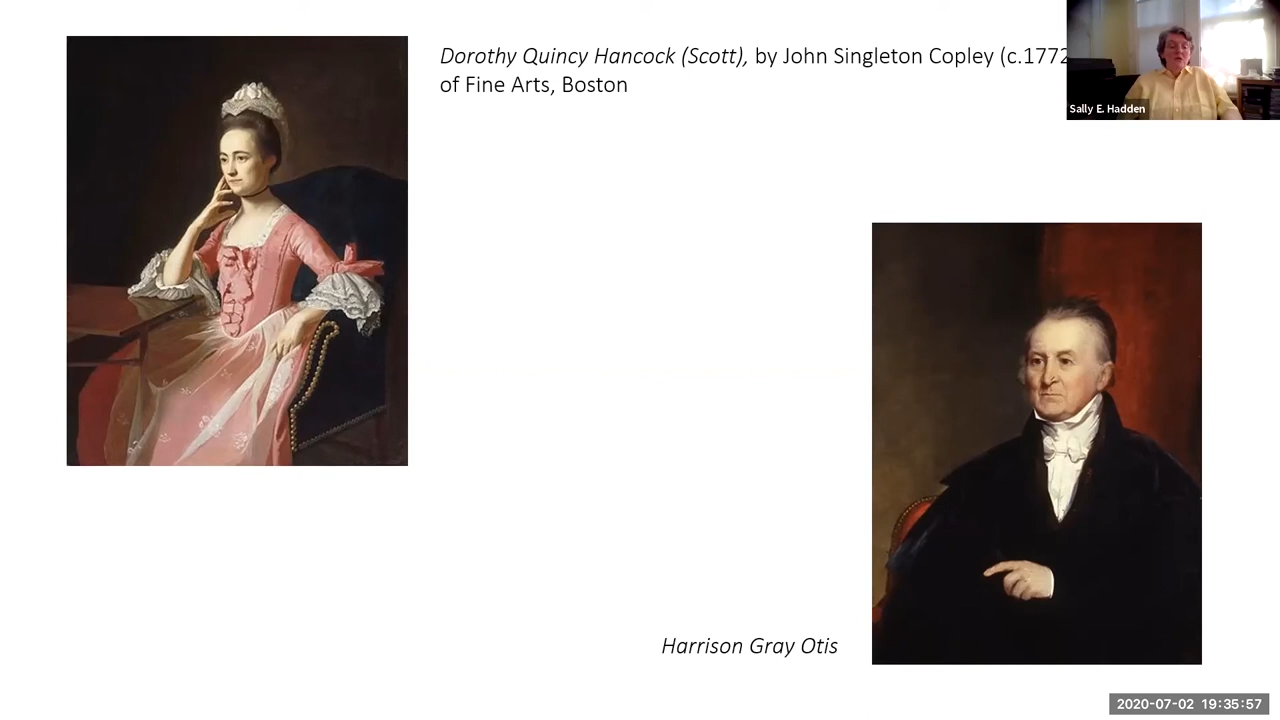 Dorothy Quincy Hancock (Scott), by John Singleton Copley (c.1772
of Fine Arts, Boston
Sally E. Hadden
Harrison Gray Otis
2020-07-02 19:35:57